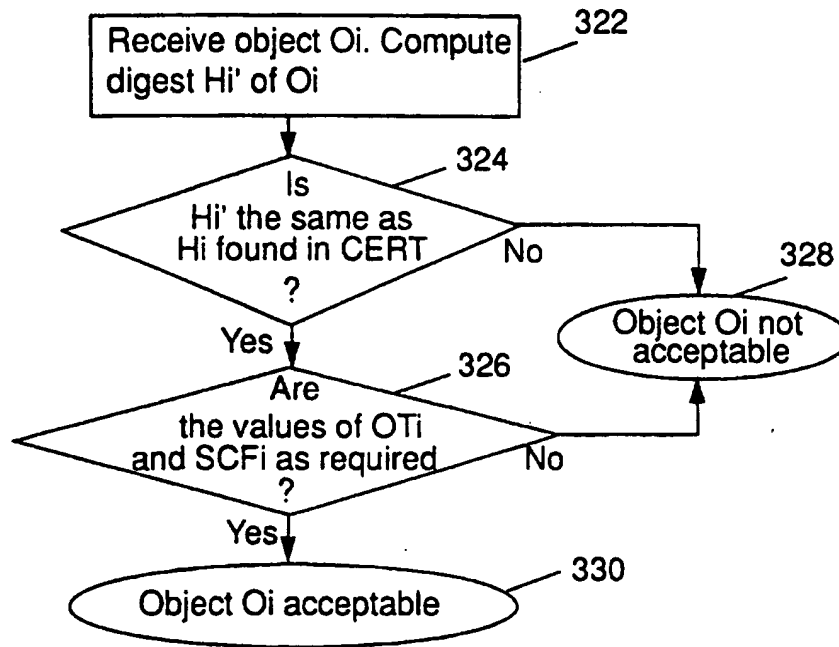 Receive object Oi. Compute
digest Hi' of Oi
322
324
Is
Hi' the same as
Hi found in CERT
?
No
328
Object Oi not
acceptable
Yes
326
Are
the values of OTi
and SCFi as required
?
No
Yes
330
Object Oi acceptable